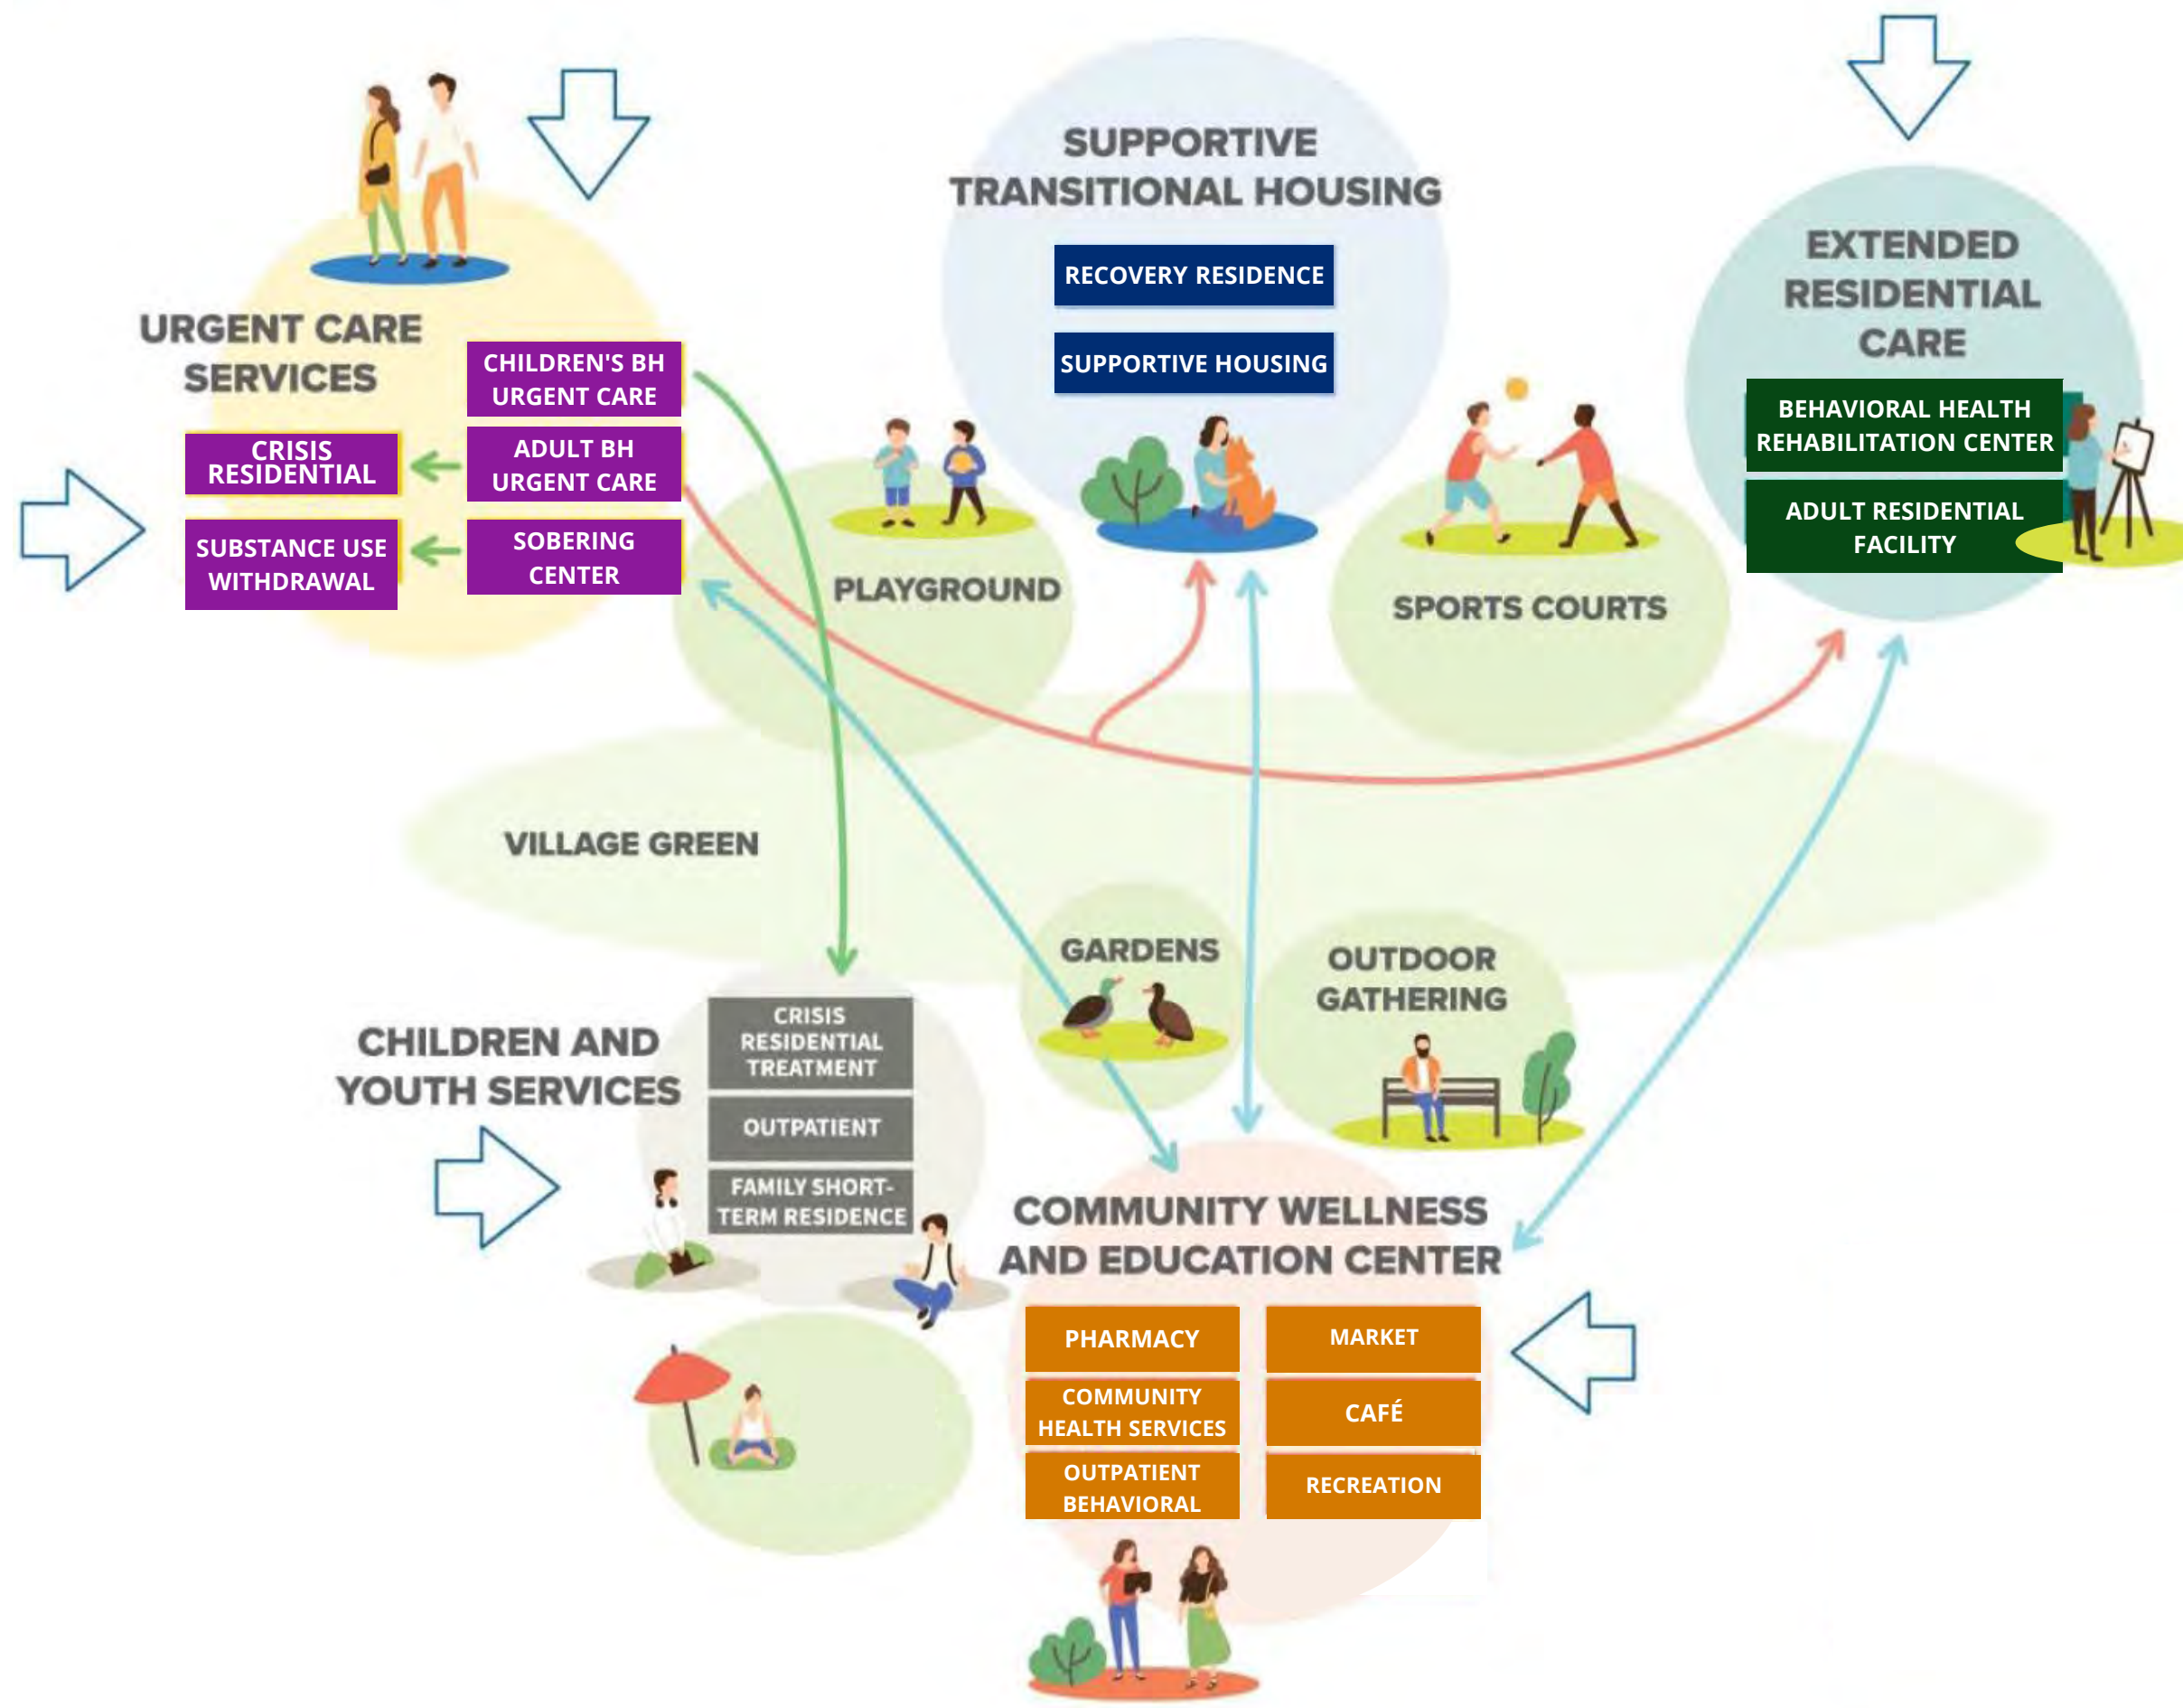 SUPPORTIVE
TRANSITIONAL HOUSING
RECOVERY RESIDENCE
SUPPORTIVE HOUSING
EXTENDED
RESIDENTIAL
CARE
BEHAVIORAL HEALTH
REHABILITATION CENTER
ADULT RESIDENTIAL
FACILITY
URGENT CARE
SERVICES
CHILDREN'S BH
URGENT CARE
CRISIS
RESIDENTIAL
ADULT BH
URGENT CARE
SUBSTANCE USE
WITHDRAWAL
SOBERING
CENTER
PLAYGROUND
SPORTS COURTS
VILLAGE GREEN
GARDENS
OUTDOOR
GATHERING
CHILDREN AND
YOUTH SERVICES
CRISIS
RESIDENTIAL
TREATMENT
OUTPATIENT
FAMILY SHORT-
TERM RESIDENCE
COMMUNITY WELLNESS
AND EDUCATION CENTER
PHARMACY
MARKET
COMMUNITY
HEALTH SERVICES
CAFÉ
OUTPATIENT
BEHAVIORAL
RECREATION